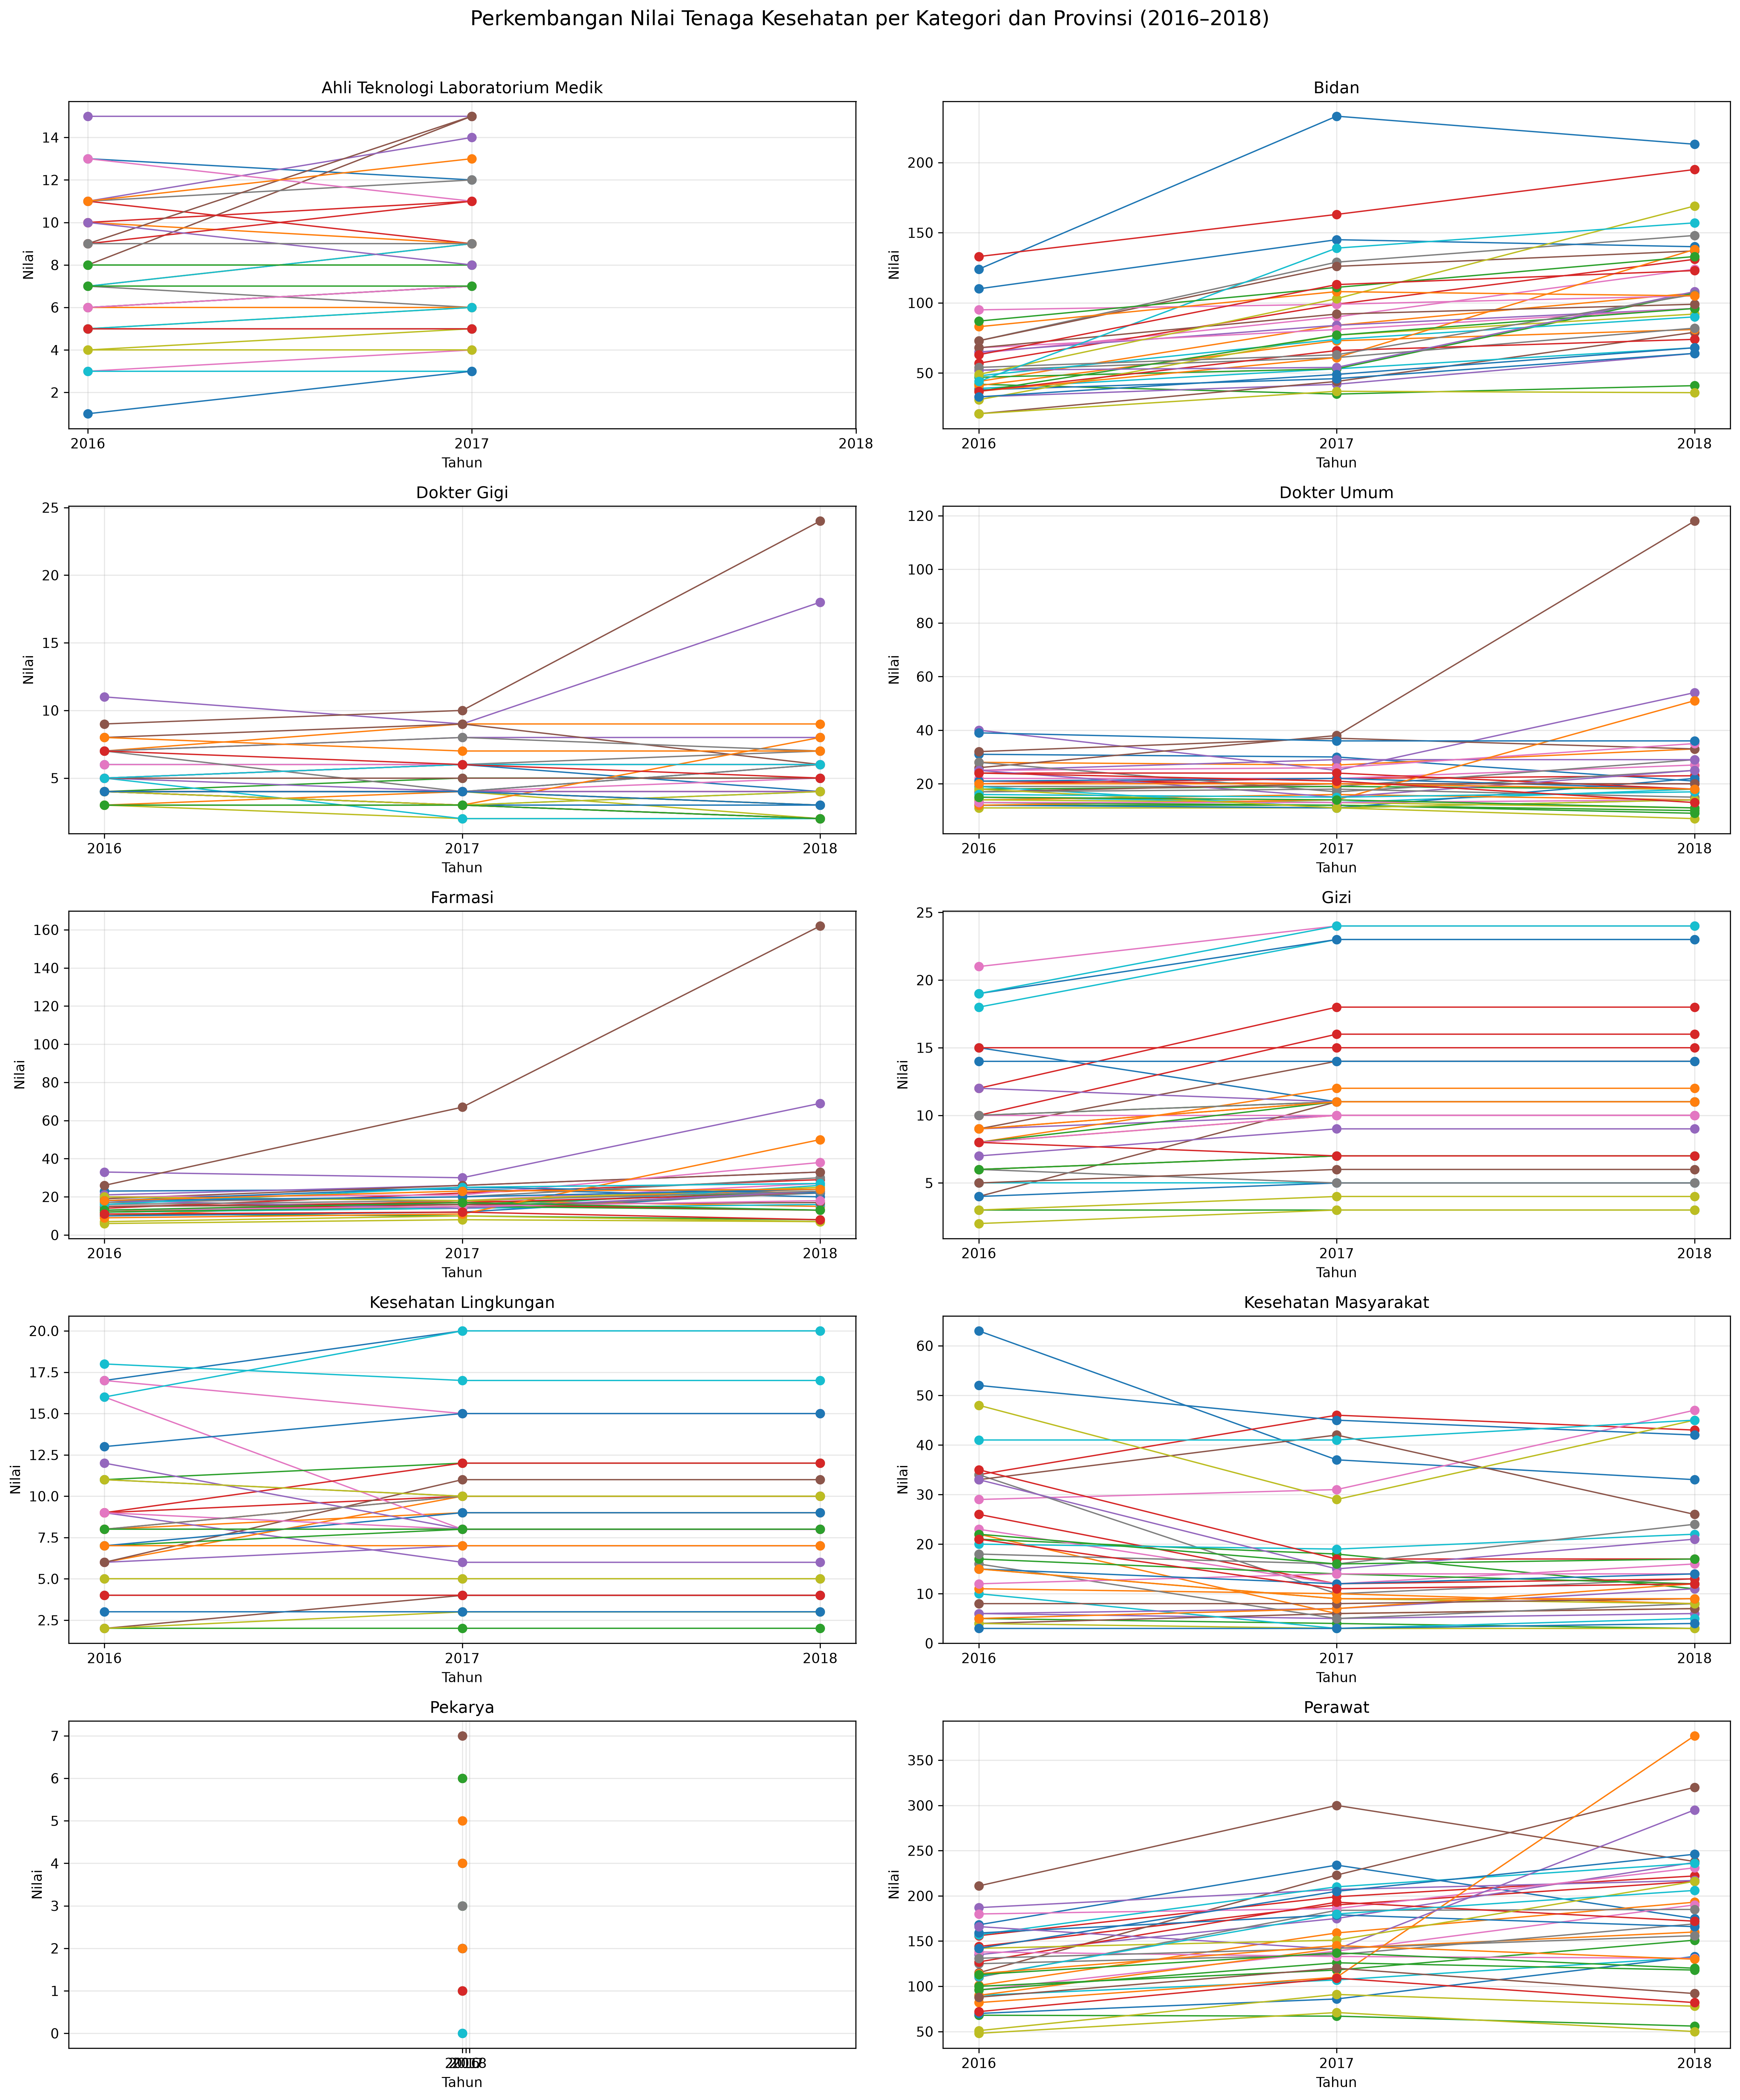 Perkembangan Nilai Tenaga Kesehatan per Kategori dan Provinsi (2016–2018)
Ahli Teknologi Laboratorium Medik
14
12
10
8
6
4
2
Nilai
2016 2017 2018
Tahun
Bidan
200
150
100
50
Nilai
2016 2017 2018
Tahun
Dokter Gigi
25
20
15
10
5
Nilai
2016 2017 2018
Tahun
Dokter Umum
120
100
80
60
40
20
Nilai
2016 2017 2018
Tahun
Farmasi
160
140
120
100
80
60
40
20
0
Nilai
2016 2017 2018
Tahun
Gizi
25
20
15
10
5
Nilai
2016 2017 2018
Tahun
Kesehatan Lingkungan
20.0
17.5
15.0
12.5
10.0
7.5
5.0
2.5
Nilai
2016 2017 2018
Tahun
Kesehatan Masyarakat
60
50
40
30
20
10
0
Nilai
2016 2017 2018
Tahun
Pekarya
7
6
5
4
3
2
1
0
Nilai
Tahun
Perawat
350
300
250
200
150
100
50
Nilai
2016 2017 2018
Tahun